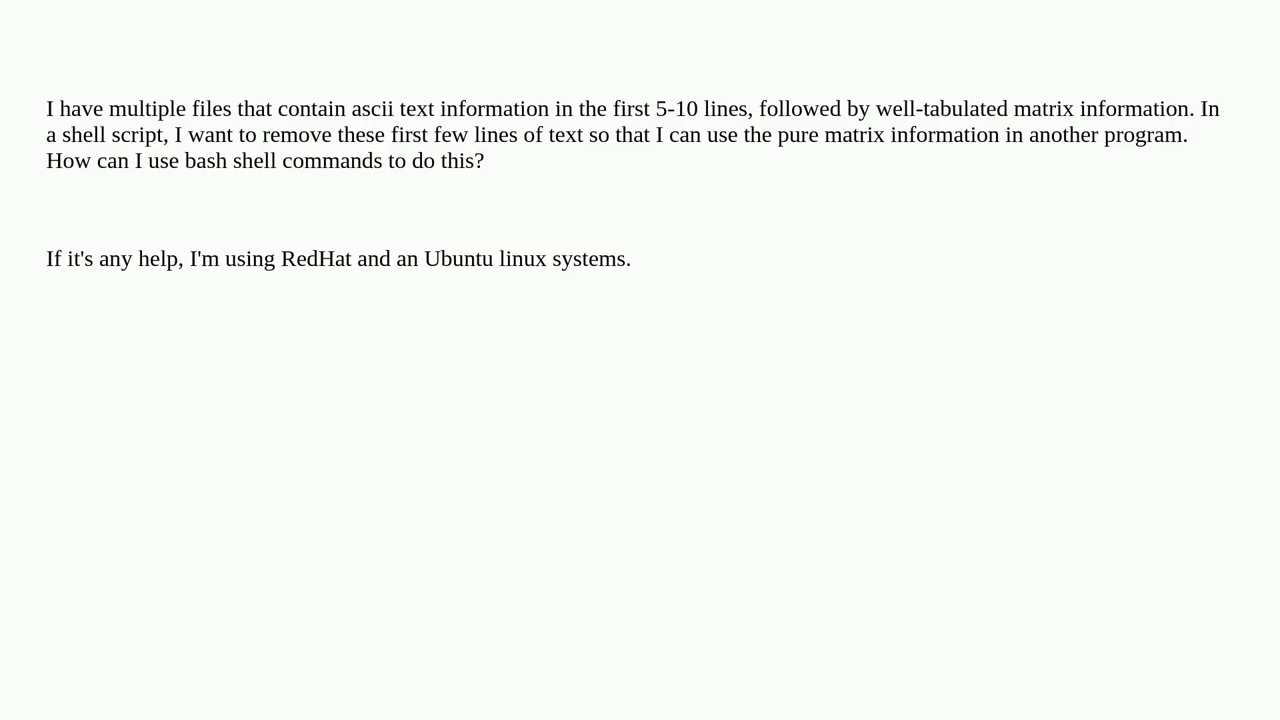 I have multiple files that contain ascii text information in the first 5-10 lines, followed by well-tabulated matrix information. In
a shell script, I want to remove these first few lines of text so that I can use the pure matrix information in another program.
How can I use bash shell commands to do this?
If it's any help, I'm using RedHat and an Ubuntu linux systems.